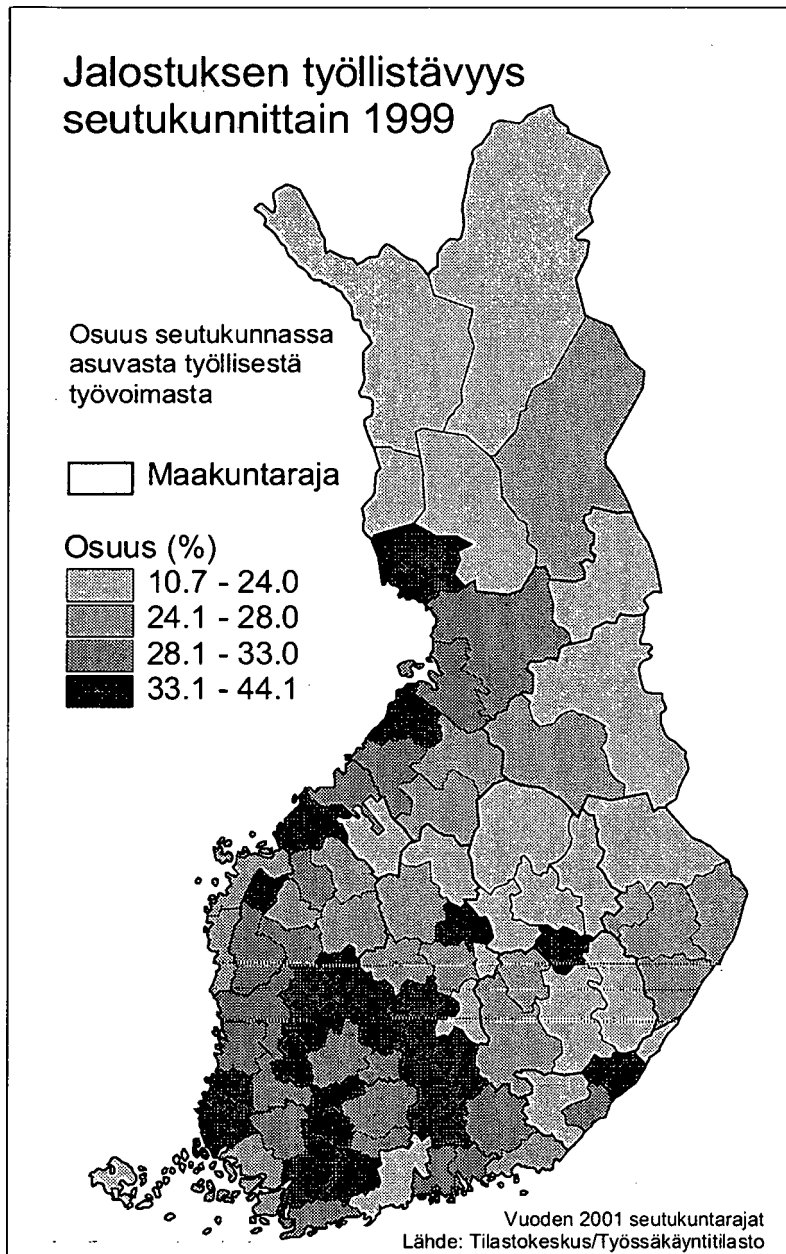 Jalostuksen työllistävyys
seutukunnittain 1999
Osuus seutukunnassa
asuvasta työllisestä
työvoimasta
Maakuntaraja
Osuus (%)
10.7 - 24.0
24.1 - 28.0
28.1 - 33.0
33.1 - 44.1
Vuoden 2001 seutukuntarajat
Lähde: Tilastokeskus/Työssäkäyntitilasto